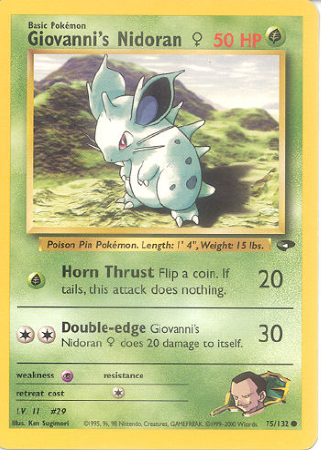 Basic Pokémon
Giovanni's Nidoran ♀ 50 HP
Poison Pin Pokémon. Length: 1' 4", Weight: 15 lbs.
Horn Thrust Flip a coin. If
tails, this attack does nothing.
20
Double-edge Giovanni's
Nidoran ♀ does 20 damage to itself.
30
weakness
resistance
retreat cost
LV. 11 #29
Illus. Ken Sugimori
©1995, 96, 98 Nintendo, Creatures, GAMEFREAK. ©1999-2000 Wizards.
75/132 ●